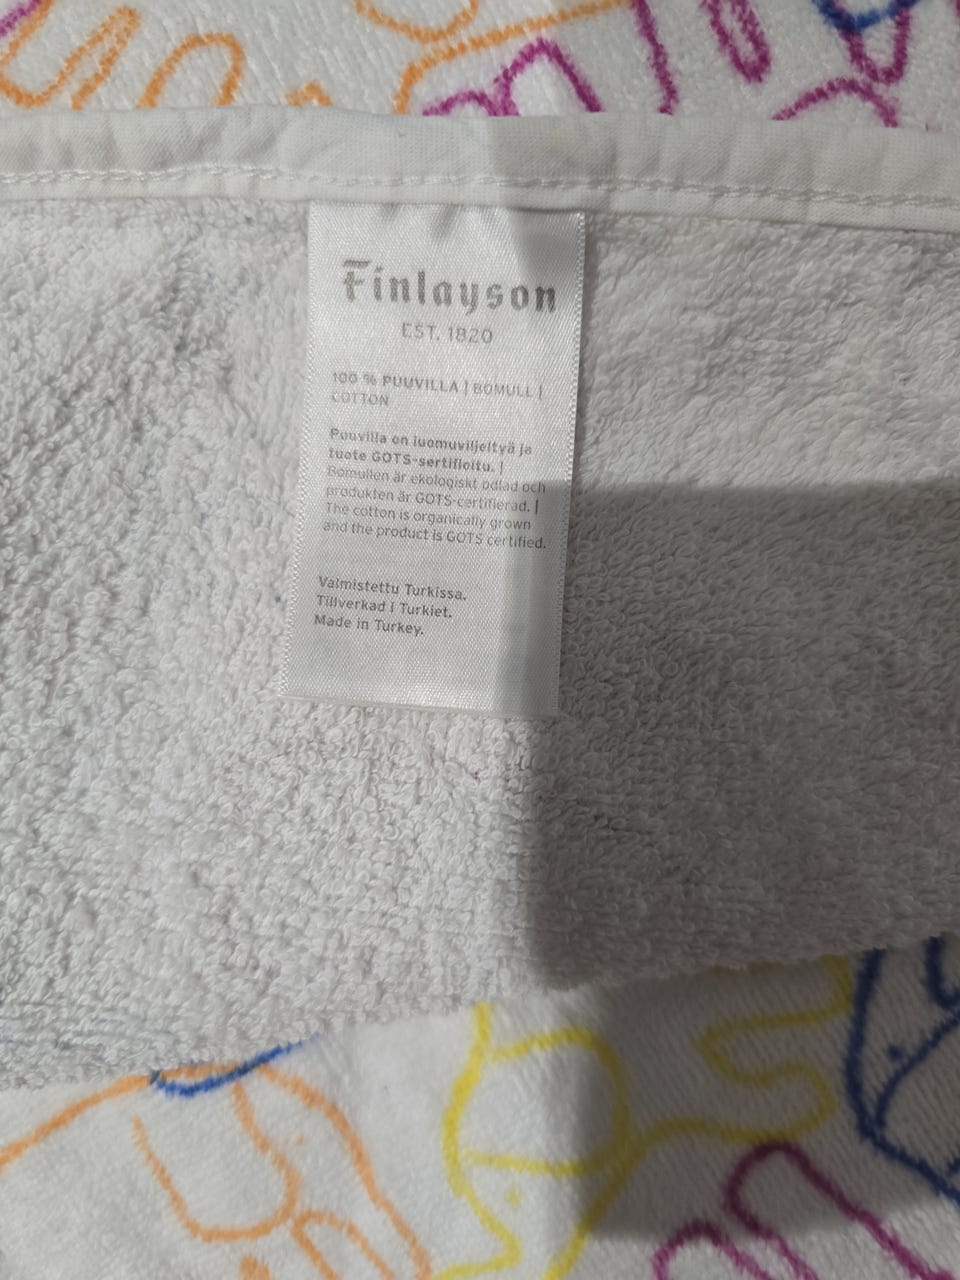 Finlayson
EST. 1820
100 % PUUVILLA | BOMULL |
COTTON
Puuvilla on luomuviljeltyä ja
tuote GOTS-sertifioitu. |
Bomullen är ekologiskt odlad och
produkten är GOTS-certifierad. |
The cotton is organically grown
and the product is GOTS certified.
Valmistettu Turkissa.
Tillverkad i Turkiet.
Made in Turkey.